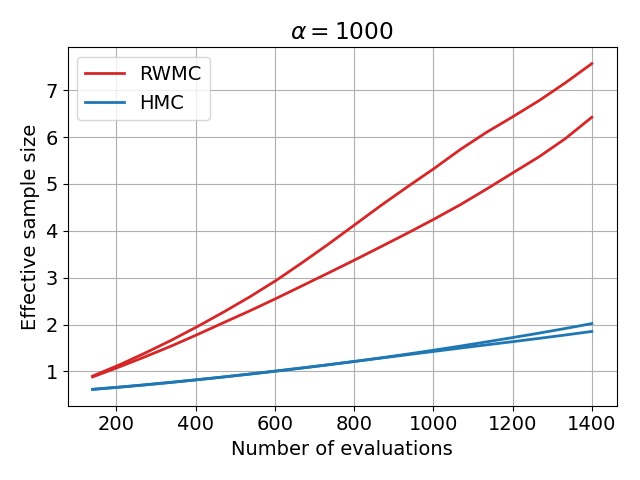 α = 1000
RWMC
HMC
Effective sample size
7
6
5
4
3
2
1
200 400 600 800 1000 1200 1400
Number of evaluations